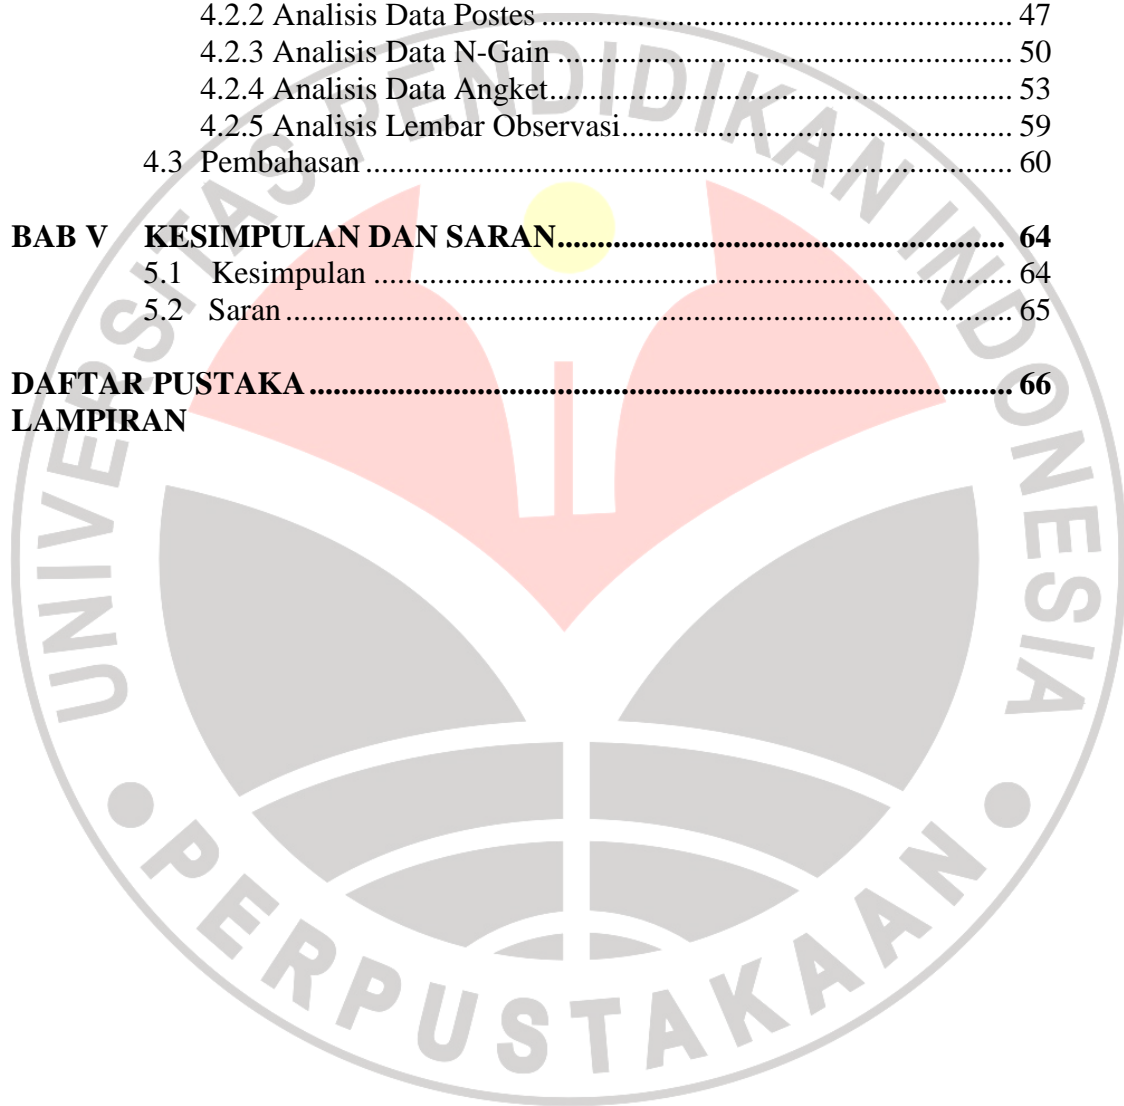 4.2.2 Analisis Data Postes ........................................................ 47
4.2.3 Analisis Data N-Gain ...................................................... 50
4.2.4 Analisis Data Angket....................................................... 53
4.2.5 Analisis Lembar Observasi.............................................. 59
4.3 Pembahasan ............................................................................. 60
BAB V KESIMPULAN DAN SARAN..................................................... 64
5.1 Kesimpulan ............................................................................ 64
5.2 Saran ...................................................................................... 65
DAFTAR PUSTAKA .................................................................................... 66
LAMPIRAN
UNIVERSITAS PENDIDIKAN INDONESIA
PERPUSTAKAAN